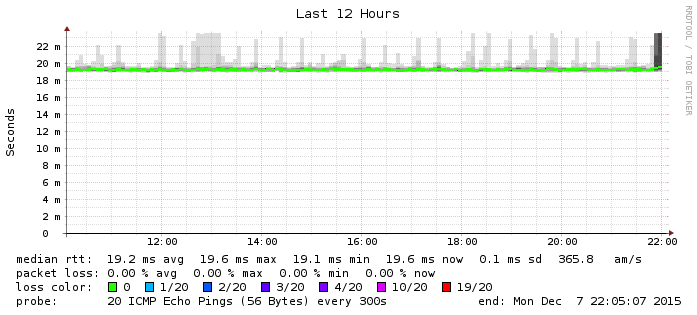 Last 12 Hours
RRDTOOL / TOBI OETIKER
Seconds
22 m
20 m
18 m
16 m
14 m
12 m
10 m
8 m
6 m
4 m
2 m
0
12:00 14:00 16:00 18:00 20:00 22:00
median rtt: 19.2 ms avg 19.6 ms max 19.1 ms min 19.6 ms now 0.1 ms sd 365.8 am/s
packet loss: 0.00 % avg 0.00 % max 0.00 % min 0.00 % now
loss color: 0 1/20 2/20 3/20 4/20 10/20 19/20
probe: 20 ICMP Echo Pings (56 Bytes) every 300s end: Mon Dec 7 22:05:07 2015